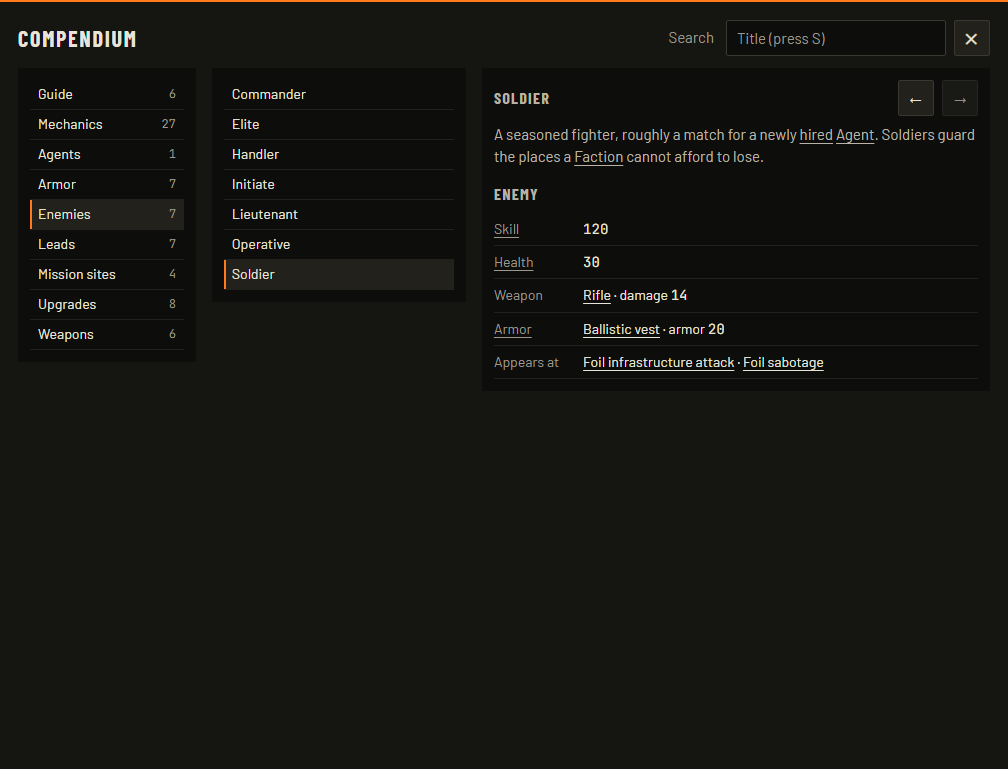 COMPENDIUM
Search
Title (press S)
✕
Guide 6
Mechanics 27
Agents 1
Armor 7
Enemies 7
Leads 7
Mission sites 4
Upgrades 8
Weapons 6
Commander
Elite
Handler
Initiate
Lieutenant
Operative
Soldier
SOLDIER
← →
A seasoned fighter, roughly a match for a newly hired Agent. Soldiers guard
the places a Faction cannot afford to lose.
ENEMY
Skill 120
Health 30
Weapon Rifle · damage 14
Armor Ballistic vest · armor 20
Appears at Foil infrastructure attack · Foil sabotage